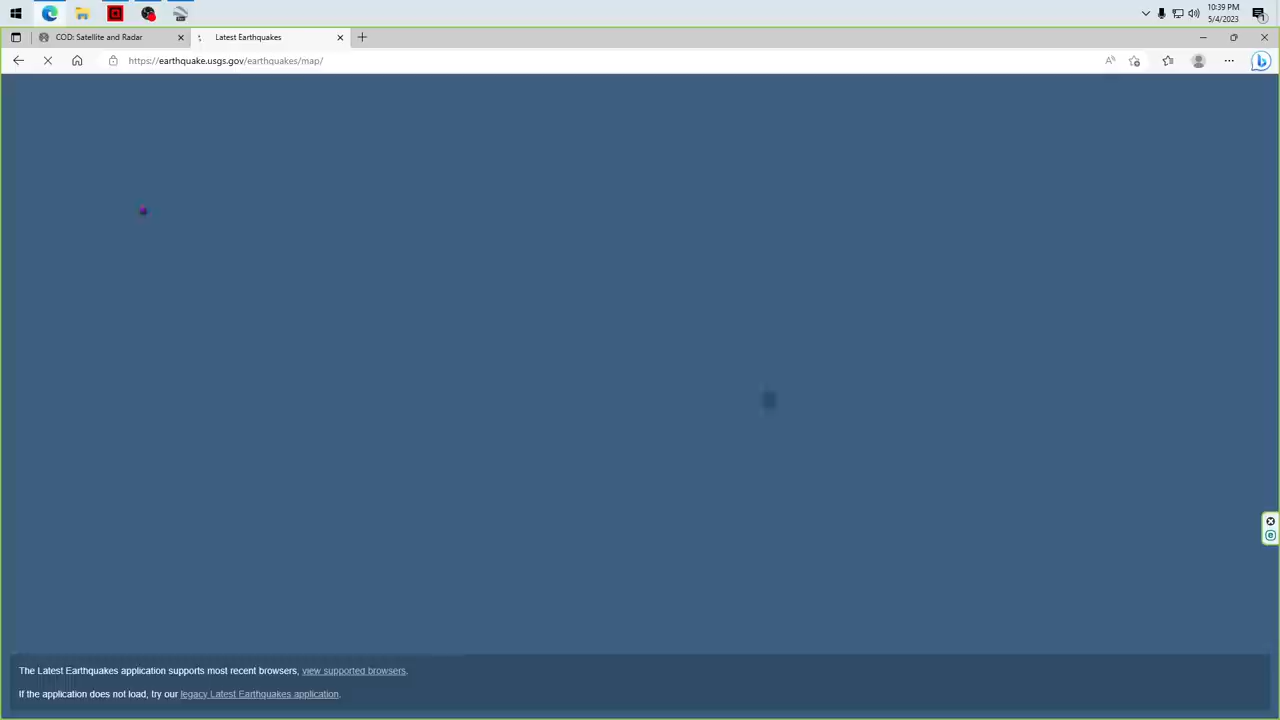 10:39 PM
5/4/2023
COD: Satellite and Radar
Latest Earthquakes
https://earthquake.usgs.gov/earthquakes/map/
The Latest Earthquakes application supports most recent browsers, view supported browsers.
If the application does not load, try our legacy Latest Earthquakes application.